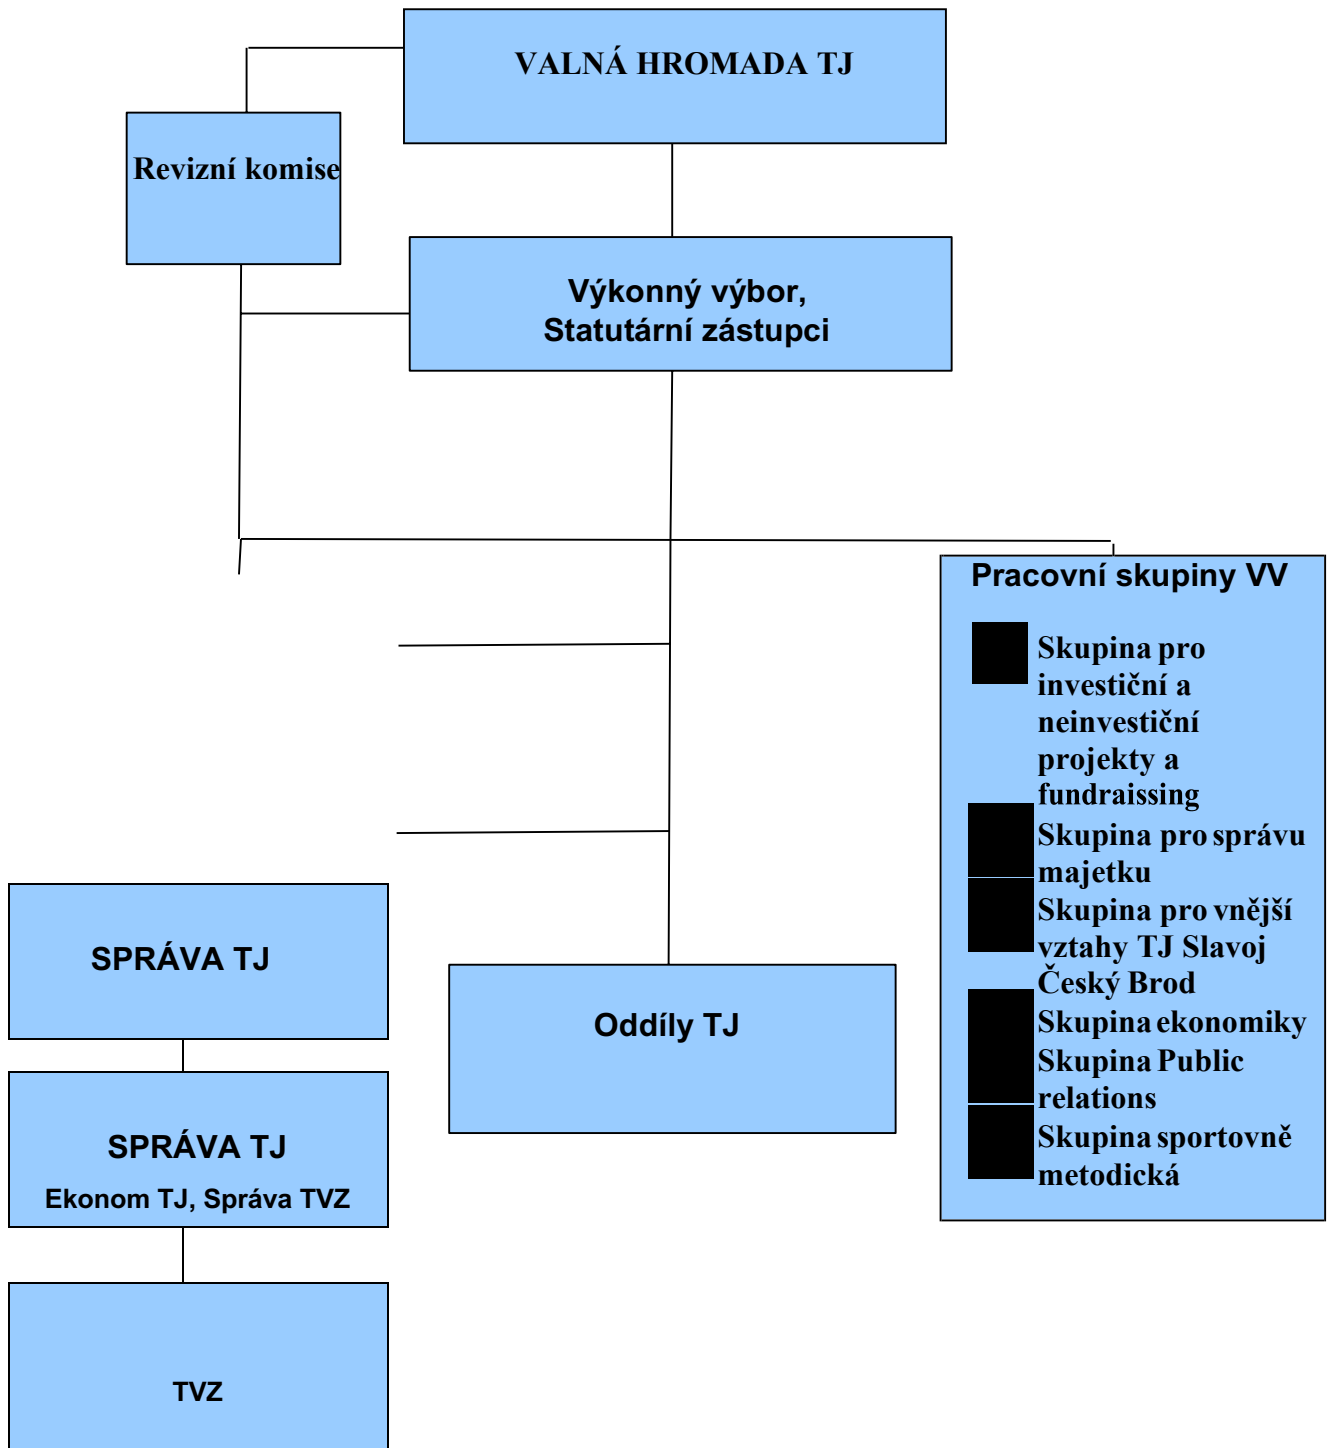 VALNÁ HROMADA TJ
Revizní komise
Výkonný výbor,
Statutární zástupci
Pracovní skupiny VV
Skupina pro
investiční a
neinvestiční
projekty a
fundraissing
Skupina pro správu
majetku
Skupina pro vnější
vztahy TJ Slavoj
Český Brod
Skupina ekonomiky
Skupina Public
relations
Skupina sportovně
metodická
SPRÁVA TJ
Oddíly TJ
SPRÁVA TJ
Ekonom TJ, Správa TVZ
TVZ